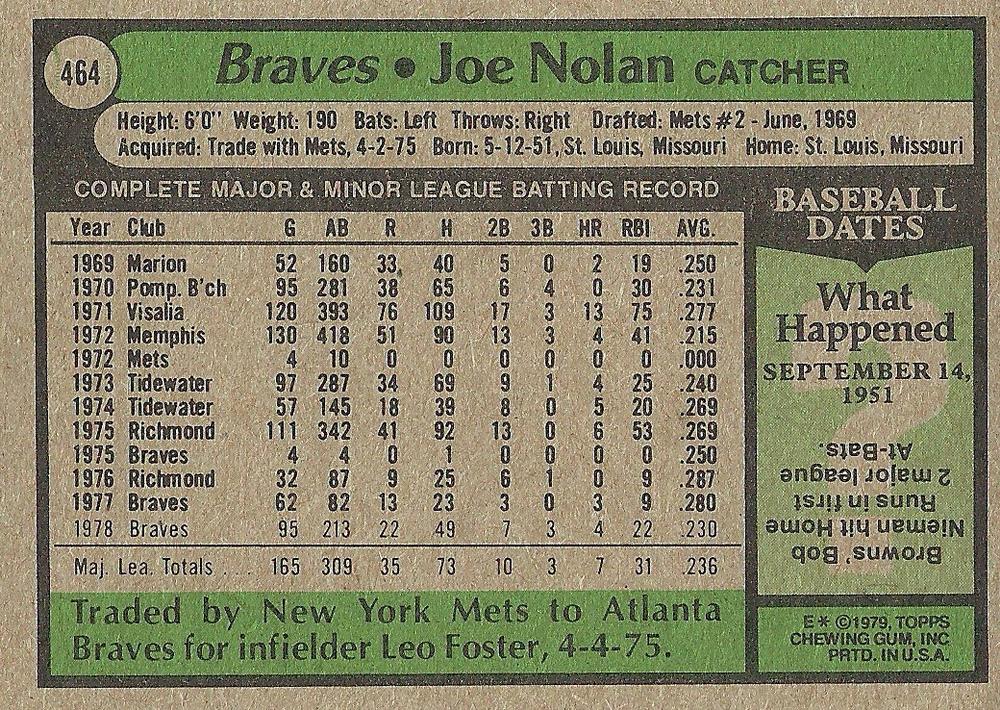 464
Braves • Joe Nolan CATCHER
Height: 6'0" Weight: 190 Bats: Left Throws: Right Drafted: Mets #2 - June, 1969
Acquired: Trade with Mets, 4-2-75 Born: 5-12-51, St. Louis, Missouri Home: St. Louis, Missouri
COMPLETE MAJOR & MINOR LEAGUE BATTING RECORD
Year Club G AB R H 2B 3B HR RBI AVG.
1969 Marion 52 160 33 40 5 0 2 19 .250
1970 Pomp. B'ch 95 281 38 65 6 4 0 30 .231
1971 Visalia 120 393 76 109 17 3 13 75 .277
1972 Memphis 130 418 51 90 13 3 4 41 .215
1972 Mets 4 10 0 0 0 0 0 0 .000
1973 Tidewater 97 287 34 69 9 1 4 25 .240
1974 Tidewater 57 145 18 39 8 0 5 20 .269
1975 Richmond 111 342 41 92 13 0 6 53 .269
1975 Braves 4 4 0 1 0 0 0 0 .250
1976 Richmond 32 87 9 25 6 1 0 9 .287
1977 Braves 62 82 13 23 3 0 3 9 .280
1978 Braves 95 213 22 49 7 3 4 22 .230
Maj. Lea. Totals .... 165 309 35 73 10 3 7 31 .236
Traded by New York Mets to Atlanta
Braves for infielder Leo Foster, 4-4-75.
BASEBALL
DATES
What
Happened
SEPTEMBER 14,
1951
?
Browns' Bob
Nieman hit Home
Runs in first
2 major league
At-Bats.
E* ©1979, TOPPS
CHEWING GUM, INC
PRTD. IN U.S.A.